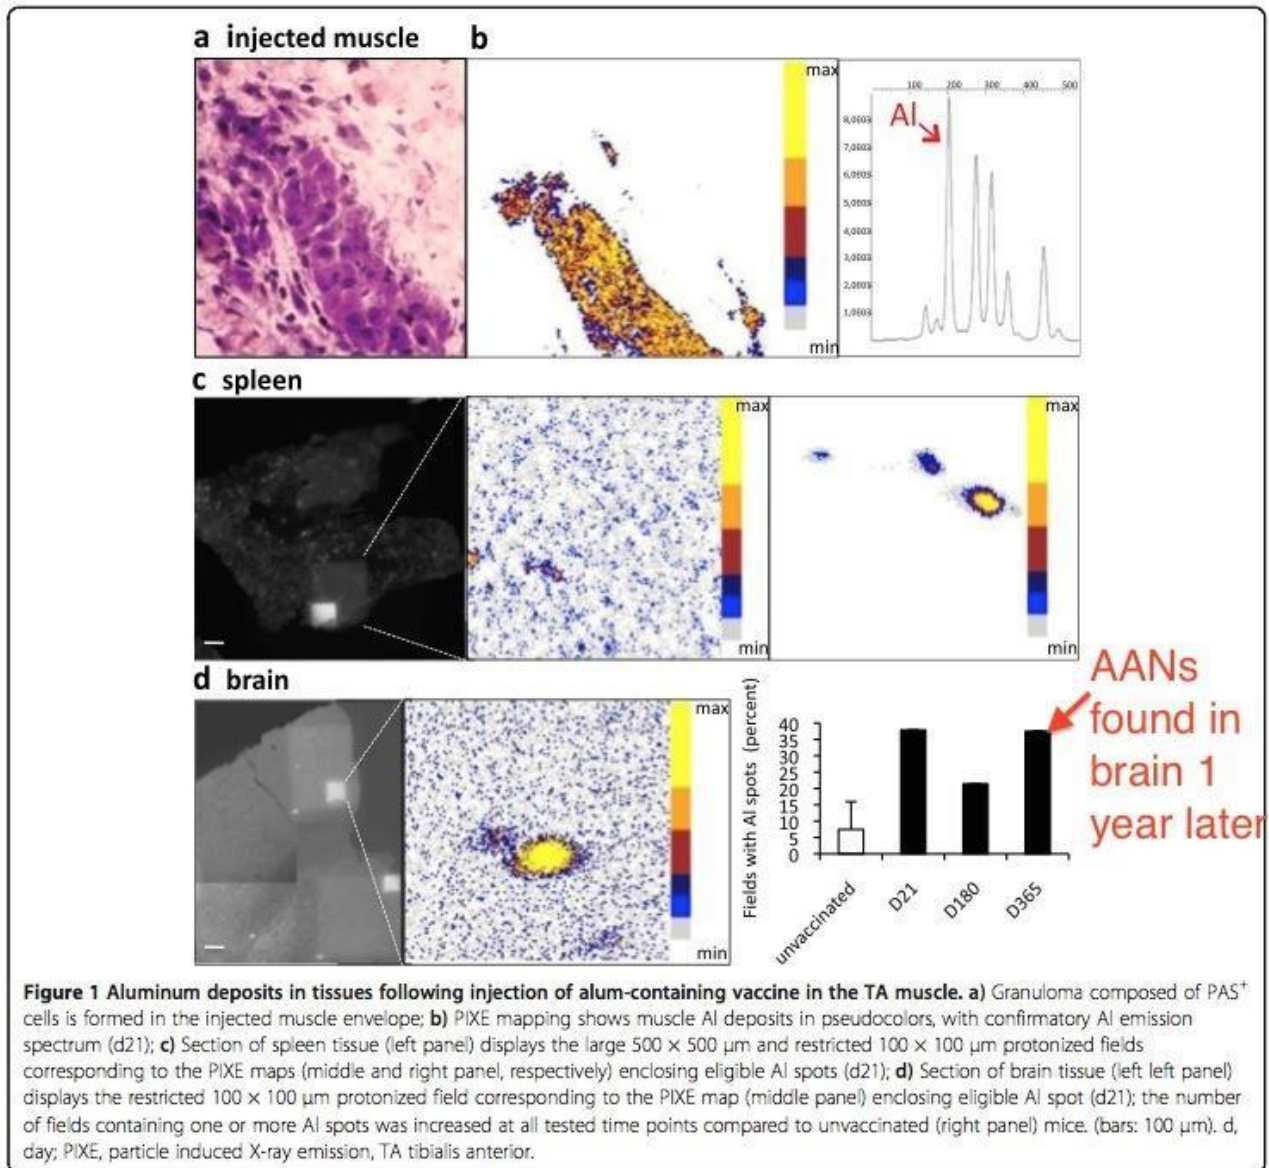 a injected muscle
b
max
min
100 200 300 400 500
Al
c spleen
max
min
max
min
d brain
max
min
Fields with Al spots (percent)
40
35
30
25
20
15
10
5
0
unvaccinated
D21
D180
D365
AANs
found in
brain 1
year later
Figure 1 Aluminum deposits in tissues following injection of alum-containing vaccine in the TA muscle. a) Granuloma composed of PAS⁺
cells is formed in the injected muscle envelope; b) PIXE mapping shows muscle Al deposits in pseudocolors, with confirmatory Al emission
spectrum (d21); c) Section of spleen tissue (left panel) displays the large 500 × 500 μm and restricted 100 × 100 μm protonized fields
corresponding to the PIXE maps (middle and right panel, respectively) enclosing eligible Al spots (d21); d) Section of brain tissue (left left panel)
displays the restricted 100 × 100 μm protonized field corresponding to the PIXE map (middle panel) enclosing eligible Al spot (d21); the number
of fields containing one or more Al spots was increased at all tested time points compared to unvaccinated (right panel) mice. (bars: 100 μm). d,
day; PIXE, particle induced X-ray emission, TA tibialis anterior.